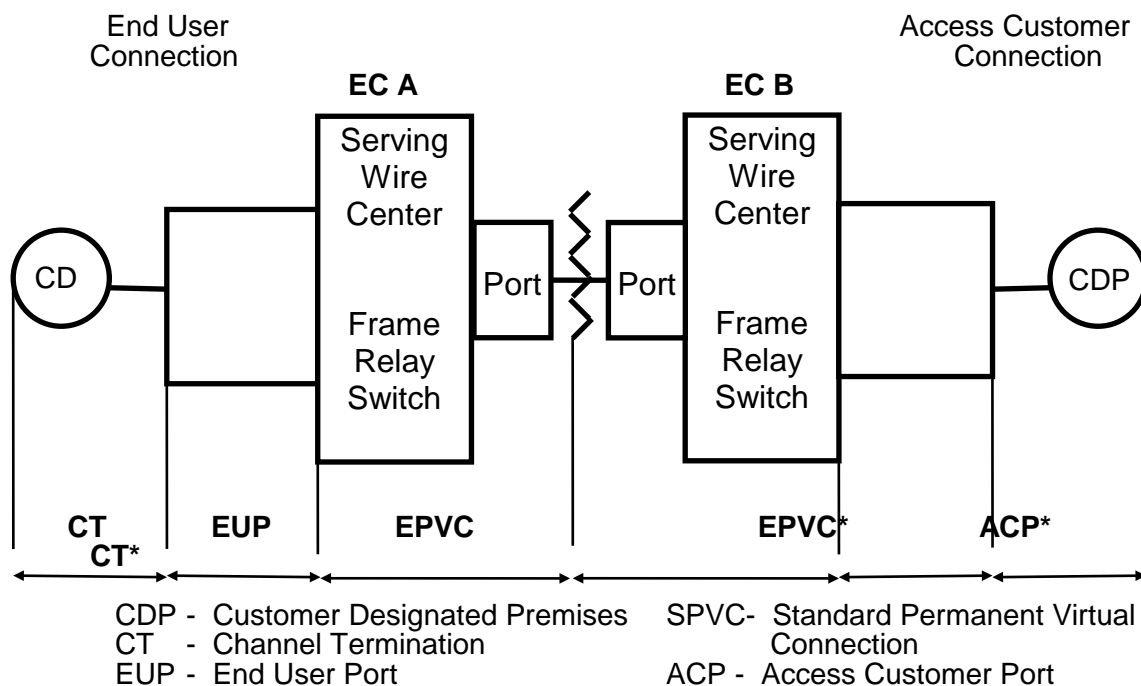 End User
Connection
Access Customer
Connection
EC A
EC B
Serving
Wire
Center
Frame
Relay
Switch
Serving
Wire
Center
Frame
Relay
Switch
CD
Port
Port
CDP
CT
EUP
EPVC
EPVC*
ACP*
CT*
CDP - Customer Designated Premises
CT - Channel Termination
EUP - End User Port
SPVC- Standard Permanent Virtual
Connection
ACP - Access Customer Port